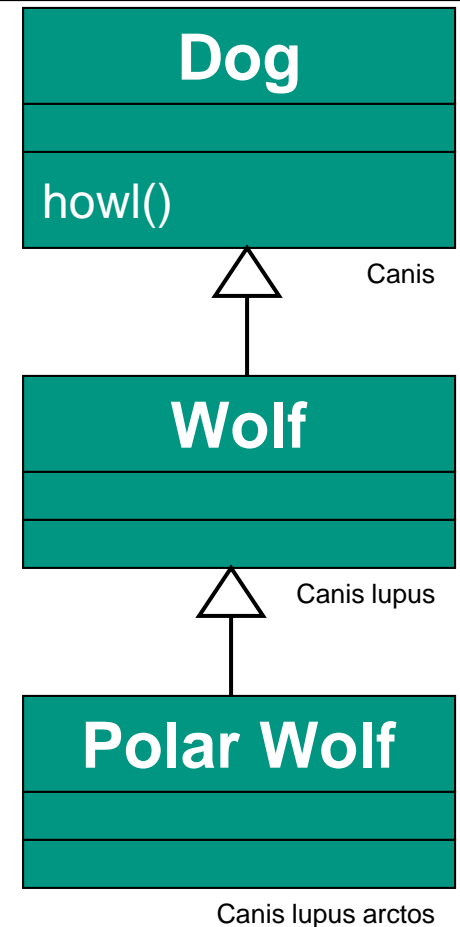 Dog
howl()
Canis
Wolf
Canis lupus
Polar Wolf
Canis lupus arctos